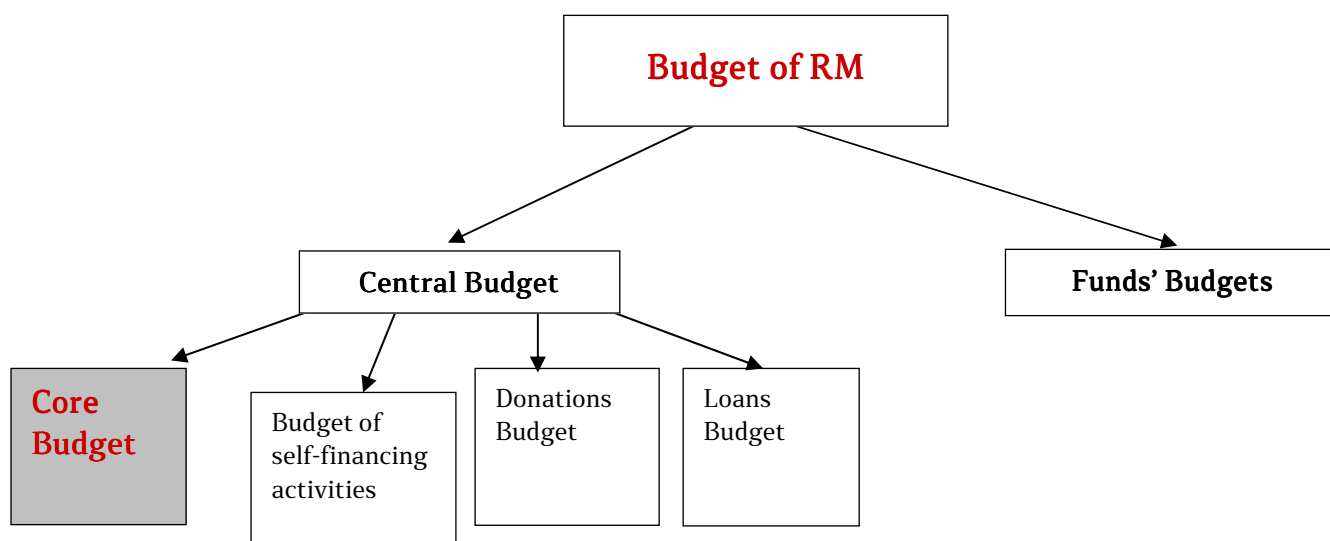 Budget of RM
Central Budget
Funds’ Budgets
Core
Budget
Budget of
self-financing
activities
Donations
Budget
Loans
Budget